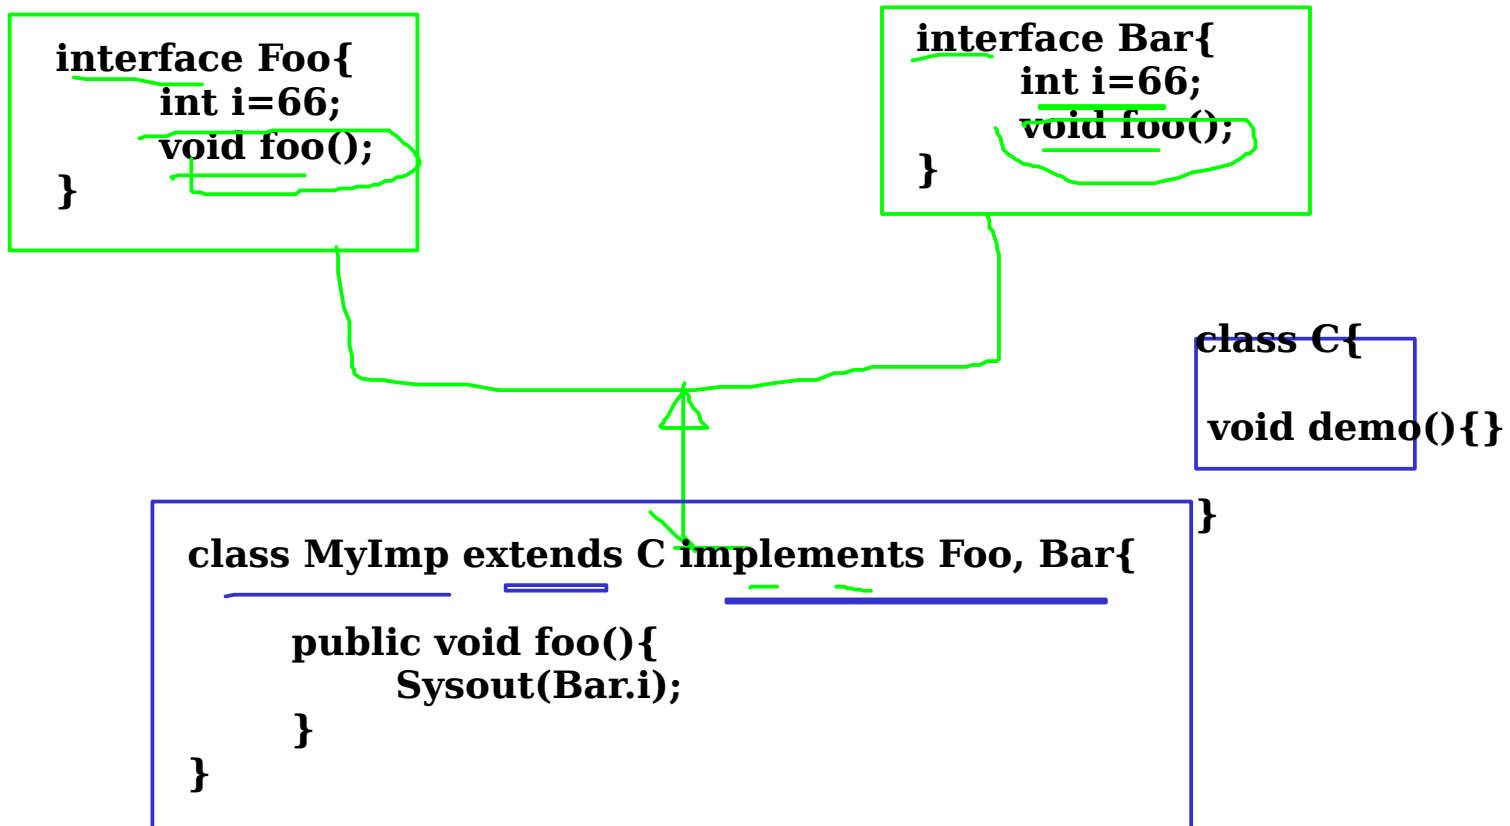 interface Foo{
int i=66;
void foo();
}
interface Bar{
int i=66;
void foo();
}
class C{
void demo(){}
}
class MyImp extends C implements Foo, Bar{
public void foo(){
Sysout(Bar.i);
}
}